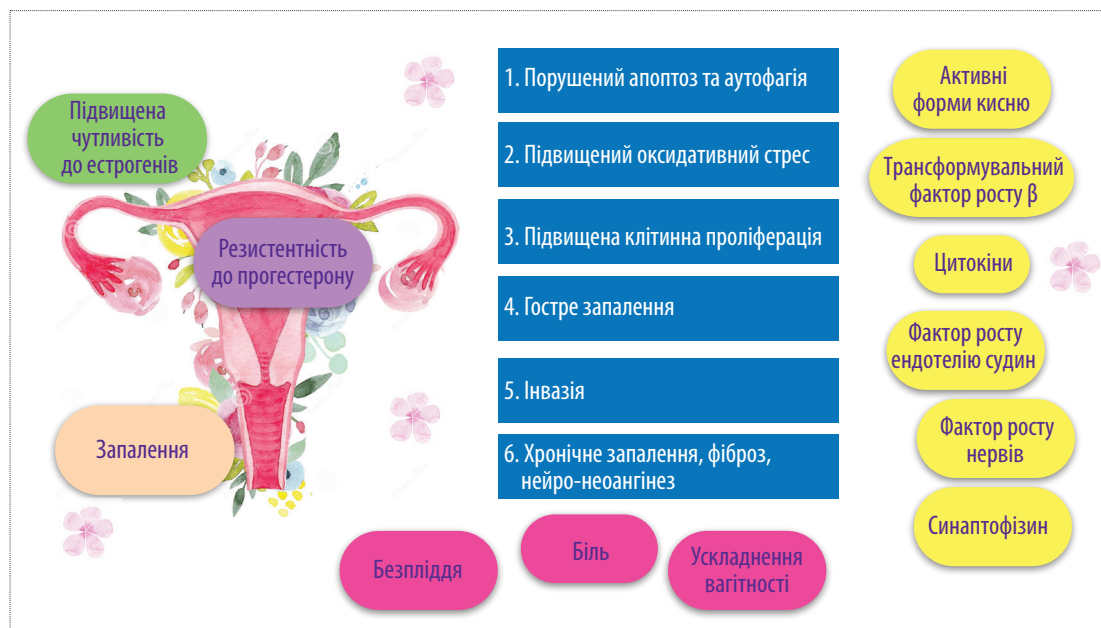 Підвищена
чутливість
до естрогенів
Резистентність
до прогестерону
Запалення
1. Порушений апоптоз та аутофагія
2. Підвищений оксидативний стрес
3. Підвищена клітинна проліферація
4. Гостре запалення
5. Інвазія
6. Хронічне запалення, фіброз,
нейро-неоангінез
Активні
форми кисню
Трансформувальний
фактор росту β
Цитокіни
Фактор росту
ендотелію судин
Фактор росту
нервів
Синаптофізин
Безпліддя
Біль
Ускладнення
вагітності